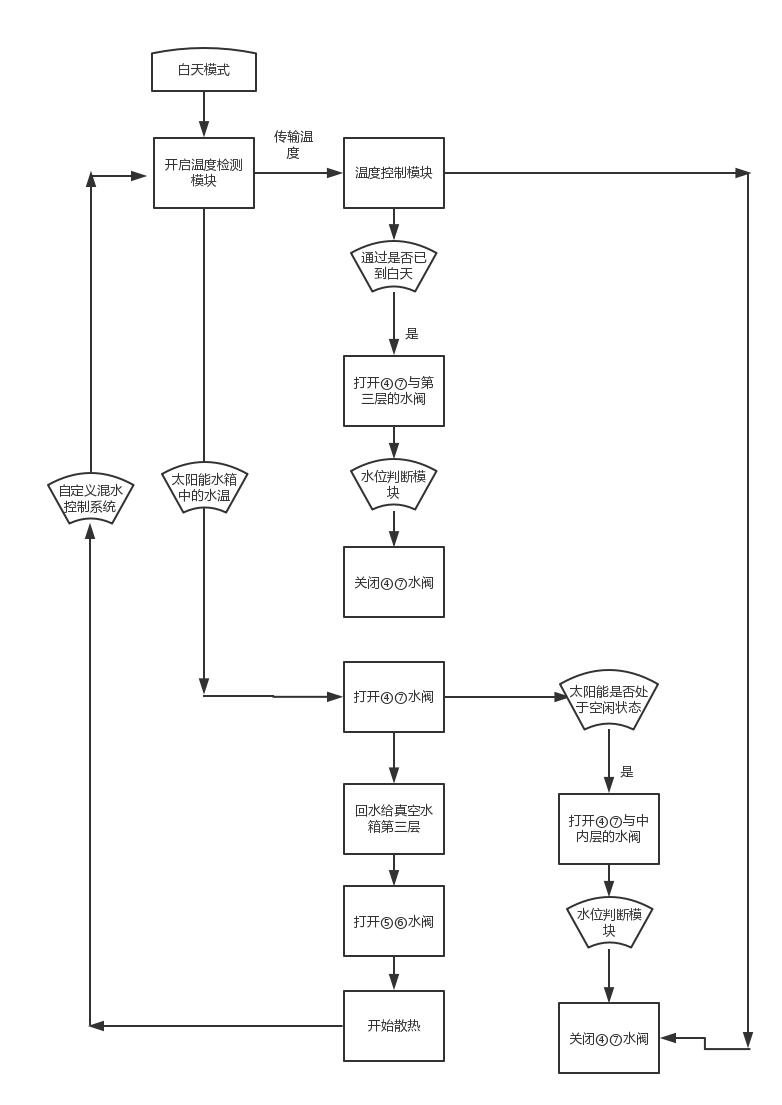 白天模式
开启温度检测
模块
传输温
度
温度控制模块
通过是否已
到白天
是
打开④⑦与第
三层的水阀
水位判断模
块
关闭④⑦水阀
自定义混水
控制系统
太阳能水箱
中的水温
打开④⑦水阀
太阳能是否处
于空闲状态
是
回水给真空水
箱第三层
打开④⑦与中
内层的水阀
打开⑤⑥水阀
水位判断模
块
开始散热
关闭④⑦水阀